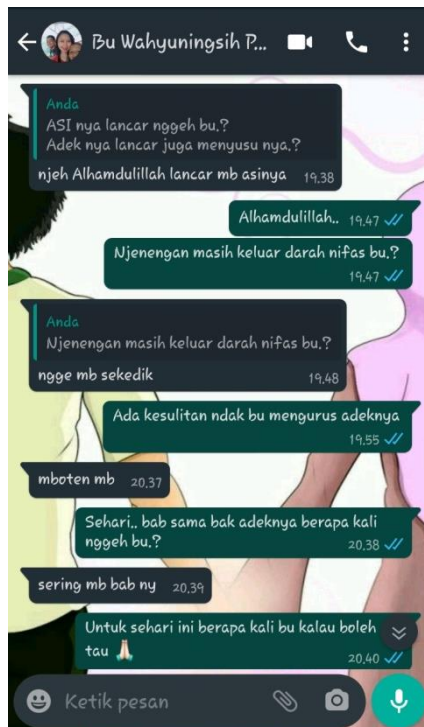 Bu Wahyuningsih P...
Anda
ASI nya lancar nggeh bu.?
Adek nya lancar juga menyusu nya.?
njeh Alhamdulillah lancar mb asinya 19.38
Alhamdulillah.. 19.47
Njenengan masih keluar darah nifas bu.?
19.47
Anda
Njenengan masih keluar darah nifas bu.?
ngge mb sekedik 19.48
Ada kesulitan ndak bu mengurus adeknya
19.55
mboten mb 20.37
Sehari.. bab sama bak adeknya berapa kali
nggeh bu.? 20.38
sering mb bab ny 20.39
Untuk sehari ini berapa kali bu kalau boleh
tau 🙏🏻 20.40
Ketik pesan